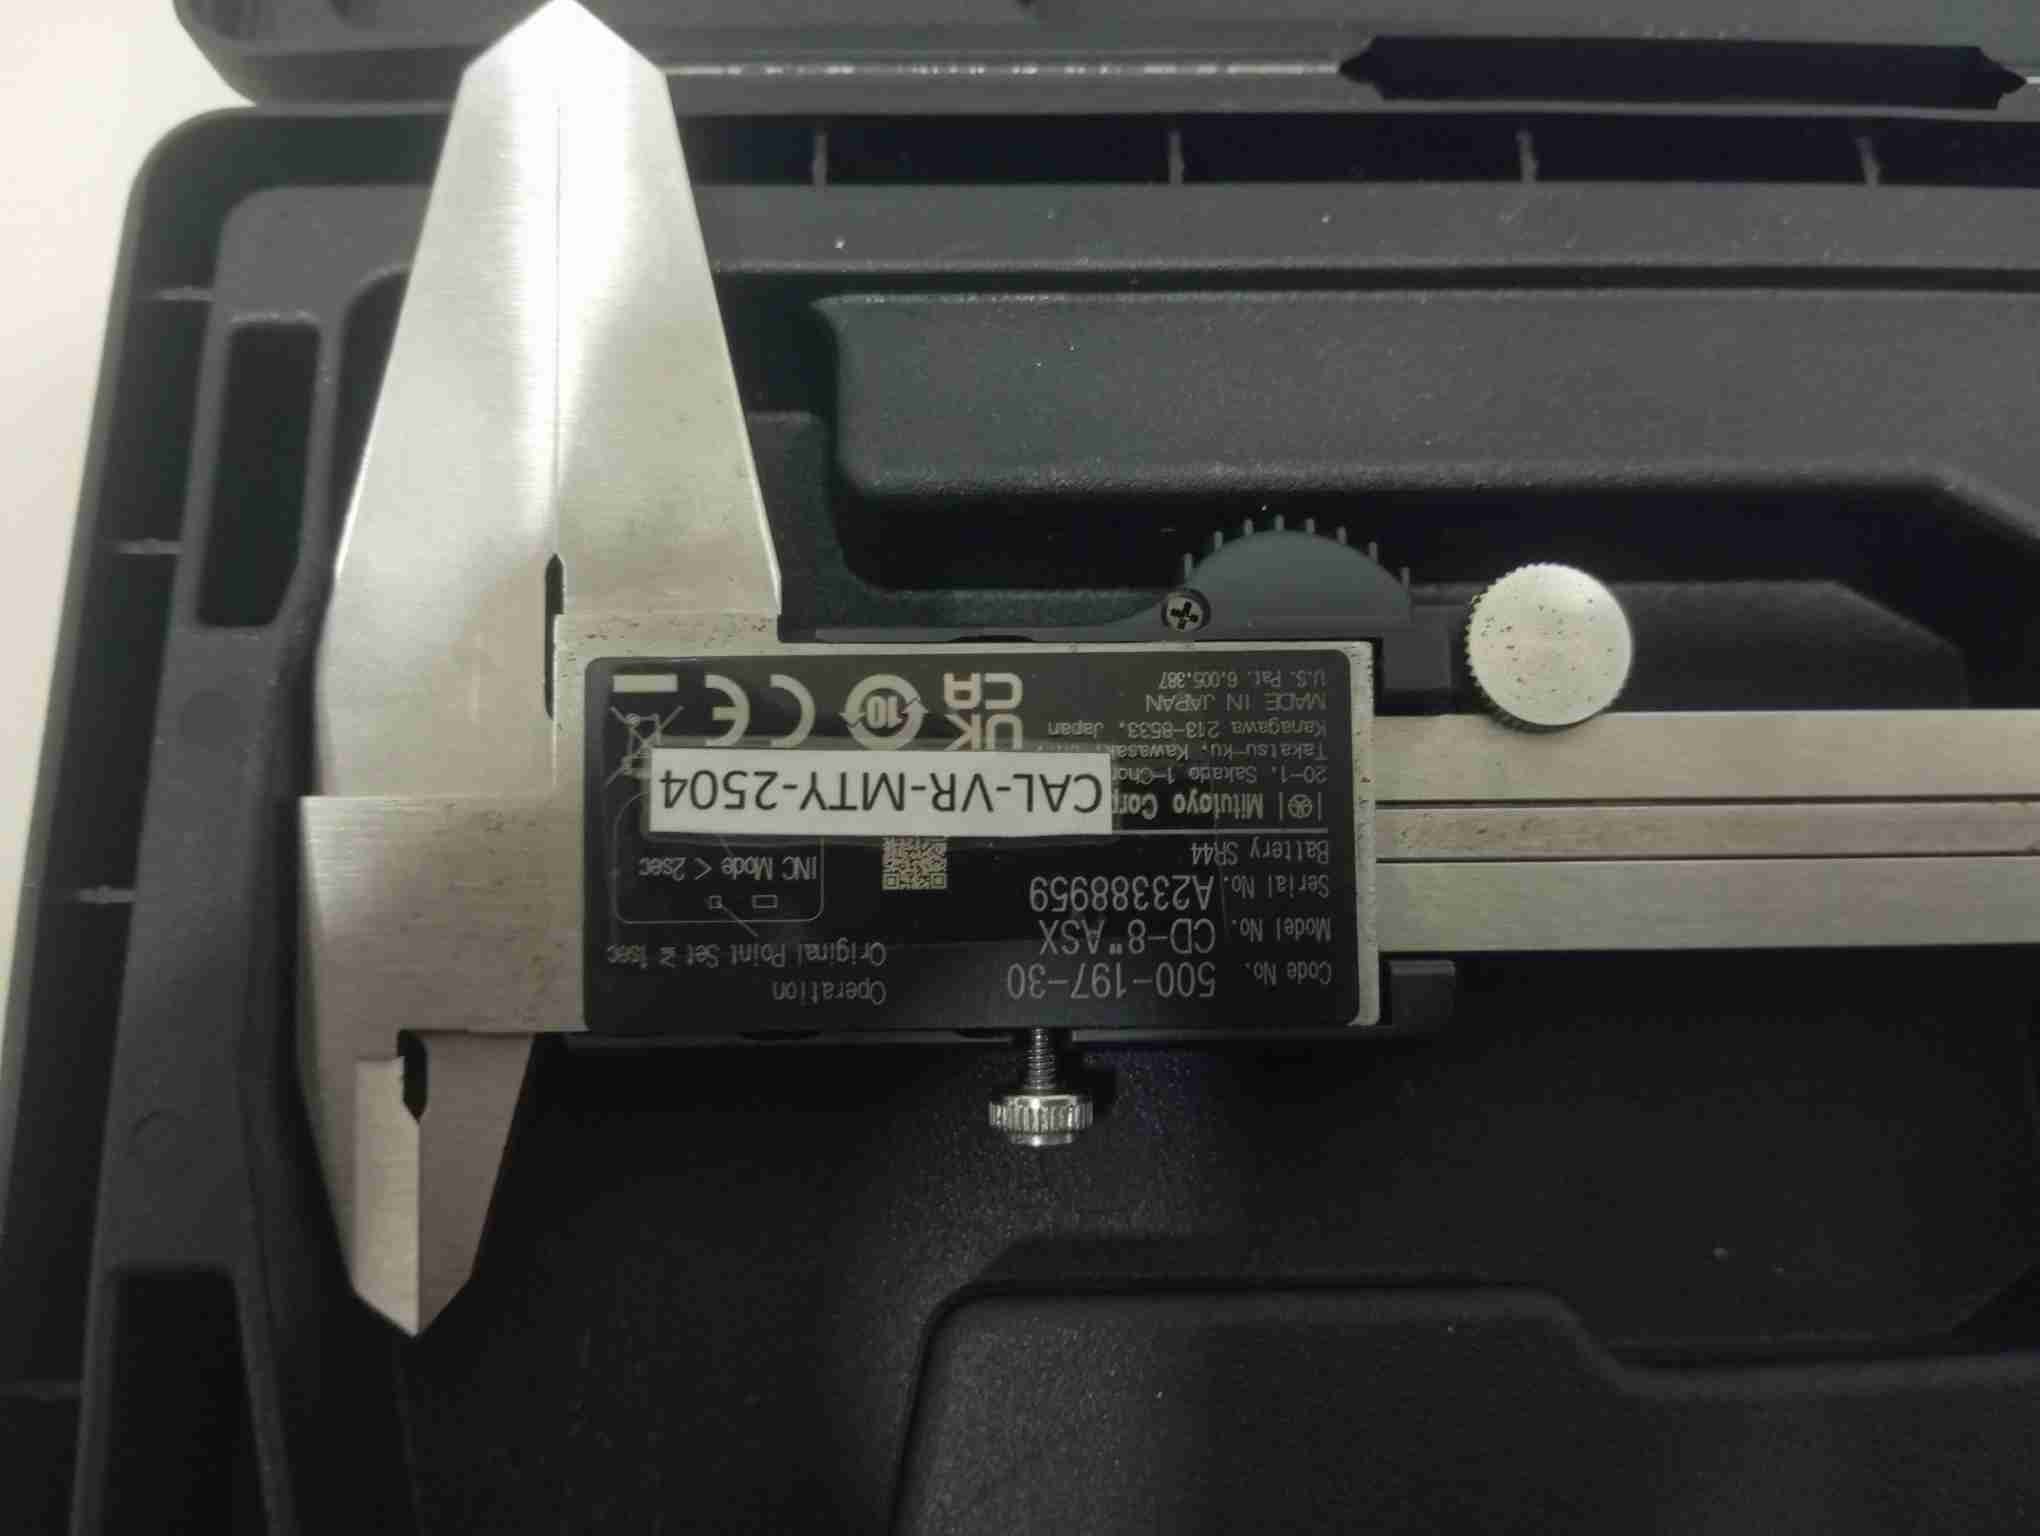 Code No. 500-197-30
Model No. CD-8"ASX
Serial No. A23388959
Battery SR44
Mitutoyo
20-1, Sakado 1-
Takatsu-ku, Kawasaki
Kanagawa 213-8533, Japan
MADE IN JAPAN
U.S. Pat. 6,005,387
Operation
Original Point Set ≥ 1sec
INC Mode < 2sec
CAL-VR-MTY-2504
UK
CA
10
CE